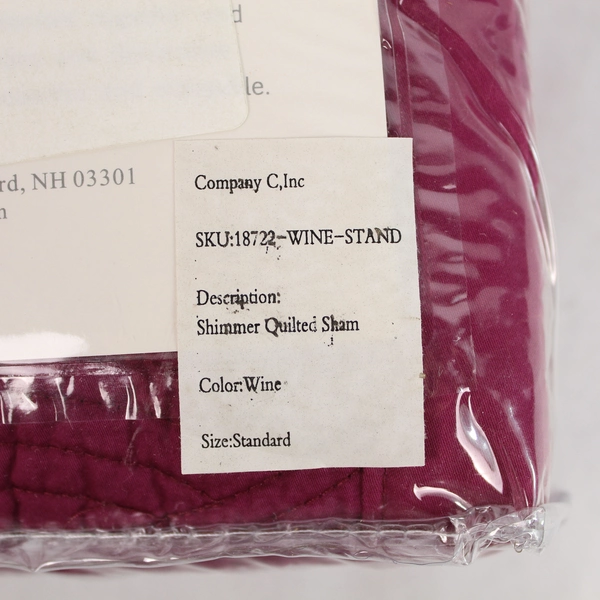 le.
rd, NH 03301
Company C,Inc
SKU:18722-WINE-STAND
Description:
Shimmer Quilted Sham
Color:Wine
Size:Standard